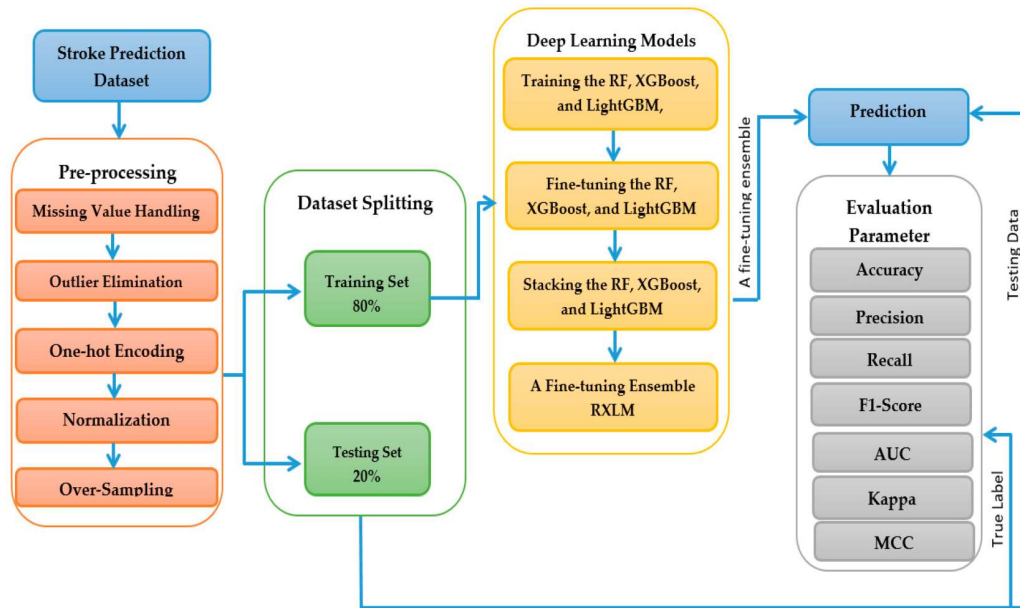 Stroke Prediction
Dataset
Pre-processing
Missing Value Handling
Outlier Elimination
One-hot Encoding
Normalization
Over-Sampling
Dataset Splitting
Training Set
80%
Testing Set
20%
Deep Learning Models
Training the RF, XGBoost,
and LightGBM,
Fine-tuning the RF,
XGBoost, and LightGBM
Stacking the RF, XGBoost,
and LightGBM
A Fine-tuning Ensemble
RXLM
A fine-tuning ensemble
Prediction
Evaluation
Parameter
Accuracy
Precision
Recall
F1-Score
AUC
Kappa
MCC
True Label
Testing Data